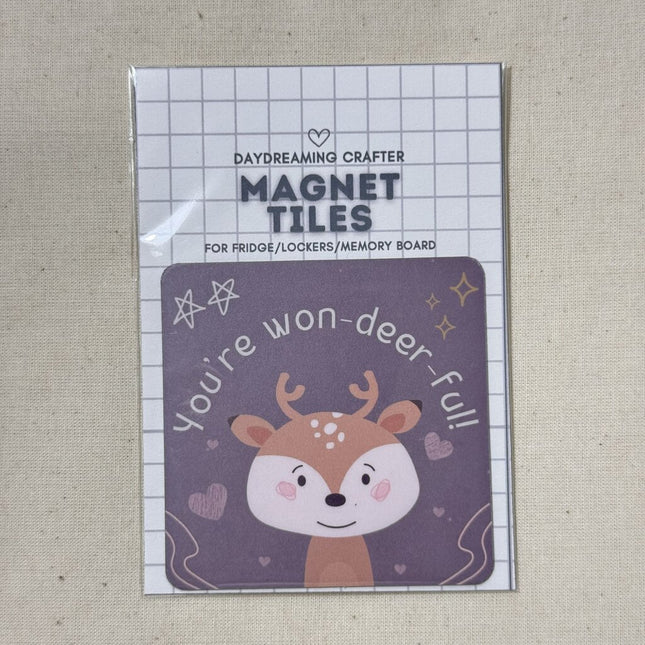 DAYDREAMING CRAFTER
MAGNET
TILES
FOR FRIDGE/LOCKERS/MEMORY BOARD
You're won-deer-ful!